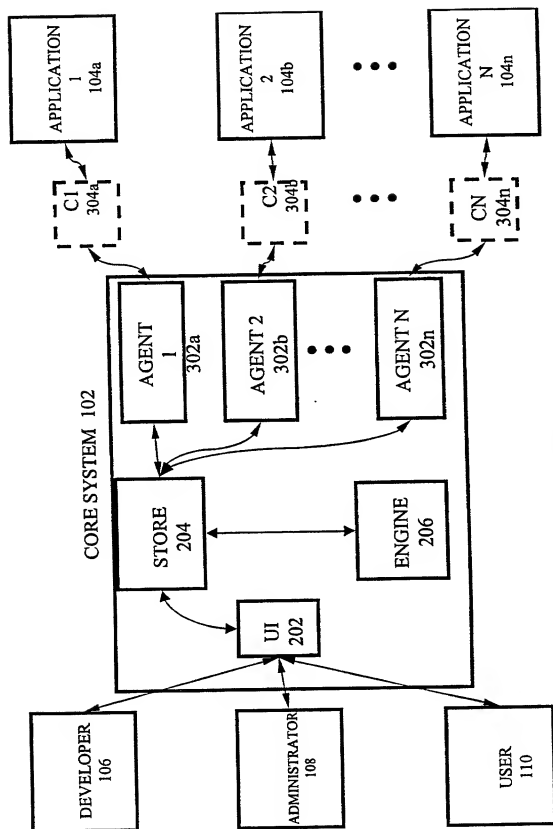 APPLICATION
1
104a
APPLICATION
2
104b
APPLICATION
N
104n
C1
304a
C2
304b
CN
304n
CORE SYSTEM 102
AGENT
1
302a
AGENT 2
302b
AGENT N
302n
STORE
204
ENGINE
206
UI
202
DEVELOPER
106
ADMINISTRATOR
108
USER
110